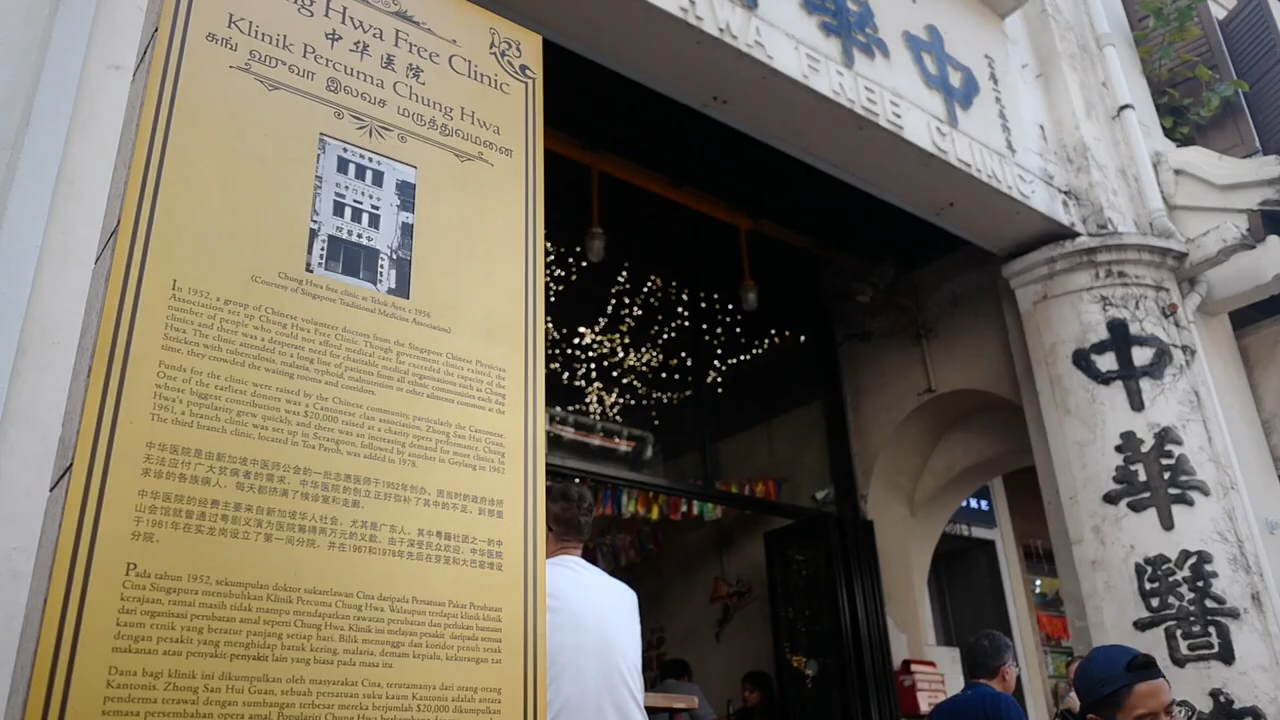 ng Hwa Free Clinic
中华医院
Klinik Percuma Chung Hwa
சுங் ஹுவா இலவச மருத்துவமனை
Chung Hwa free clinic at Telok Ayer, c 1956
(Courtesy of Singapore Traditional Medicine Association)
In 1952, a group of Chinese volunteer doctors from the Singapore Chinese Physician
Association set up Chung Hwa Free Clinic. Though government clinics existed, the
number of people who could not afford medical care far exceeded the capacity of the
clinics and there was a desperate need for charitable medical organisations such as Chung
Hwa. The clinic attended to a long line of patients from all ethnic communities each day.
Stricken with tuberculosis, malaria, typhoid, malnutrition or other ailments common at the
time, they crowded the waiting rooms and corridors.
Funds for the clinic were raised by the Chinese community, particularly the Cantonese.
One of the earliest donors was a Cantonese clan association, Zhong San Hui Guan,
whose biggest contribution was $20,000 raised at a charity opera performance. Chung
Hwa's popularity grew quickly, and there was an increasing demand for more clinics. In
1961, a branch clinic was set up in Serangoon, followed by another in Geylang in 1967.
The third branch clinic, located in Toa Payoh, was added in 1978.
中华医院是由新加坡中医师公会的一批志愿医师于1952年创办。因当时的政府诊所
无法应付广大贫病者的需求，中华医院的创立正好弥补了其中的不足。到那里
求诊的各族病人，每天都挤满了候诊室和走廊。
中华医院的经费主要来自新加坡华人社会，尤其是广东人。其中粤籍社团之一的中
山会馆就曾通过粤剧义演为医院筹得两万元的义款。由于深受民众欢迎，中华医院
于1961年在实龙岗设立了第一间分院，并在1967和1978年先后在芽笼和大巴窑增设
分院。
Pada tahun 1952, sekumpulan doktor sukarelawan Cina daripada Persatuan Pakar Perubatan
Cina Singapura menubuhkan Klinik Percuma Chung Hwa. Walaupun terdapat klinik-klinik
kerajaan, ramai masih tidak mampu mendapatkan rawatan perubatan dan perlukan bantuan
dari organisasi perubatan amal seperti Chung Hwa. Klinik ini melayan pesakit daripada semua
kaum etnik yang beratur panjang setiap hari. Bilik menunggu dan koridor penuh sesak
dengan pesakit yang menghidap batuk kering, malaria, demam kepialu, kekurangan zat
makanan atau penyakit-penyakit lain yang biasa pada masa itu.
Dana bagi klinik ini dikumpulkan oleh masyarakat Cina, terutamanya dari orang-orang
Kantonis. Zhong San Hui Guan, sebuah persatuan suku kaum Kantonis adalah antara
penderma terawal dengan sumbangan terbesar mereka berjumlah $20,000 dikumpulkan
semasa persembahan opera amal. Populariti Chung Hwa berkembang
華中
HWA FREE CLINIC
中華醫